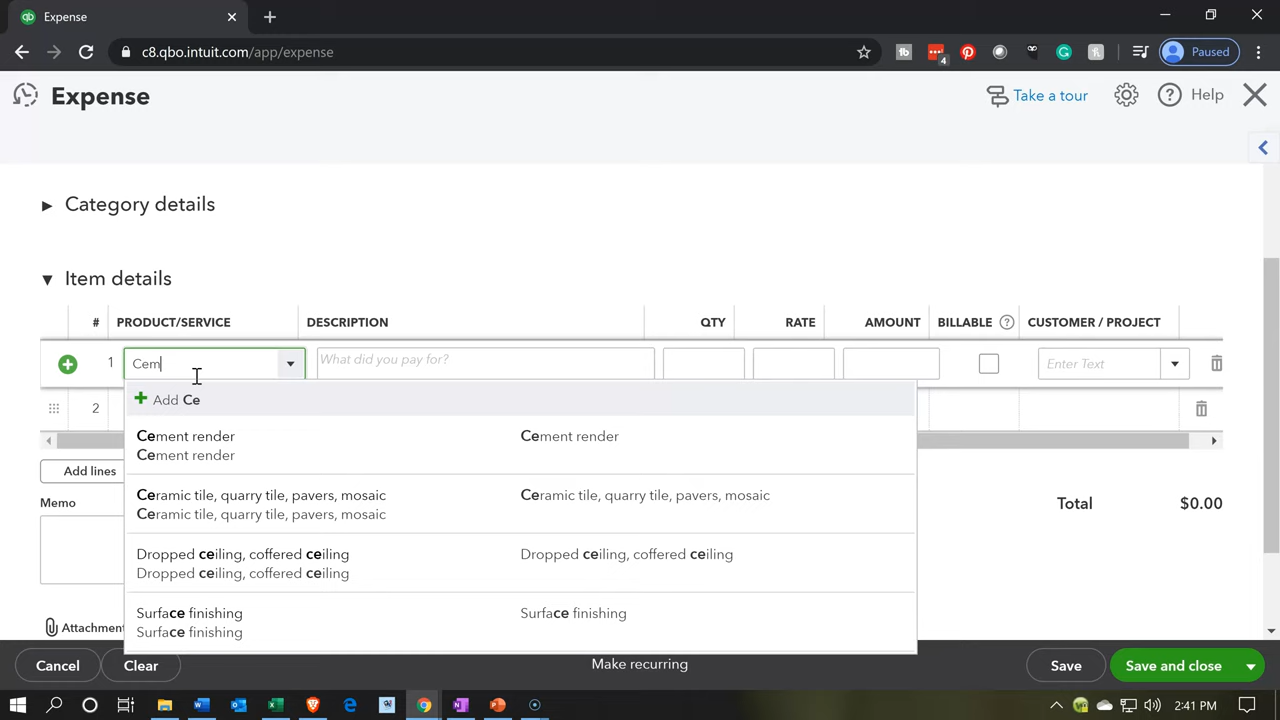 Expense
c8.qbo.intuit.com/app/expense
4
Paused
Expense
Take a tour
Help
Category details
Item details
# PRODUCT/SERVICE DESCRIPTION QTY RATE AMOUNT BILLABLE CUSTOMER / PROJECT
1 Cem What did you pay for? Enter Text
Add Ce
2
Cement render Cement render
Cement render
Add lines
Ceramic tile, quarry tile, pavers, mosaic Ceramic tile, quarry tile, pavers, mosaic
Ceramic tile, quarry tile, pavers, mosaic
Memo
Total $0.00
Dropped ceiling, coffered ceiling Dropped ceiling, coffered ceiling
Dropped ceiling, coffered ceiling
Surface finishing Surface finishing
Surface finishing
Attachment
Cancel Clear Make recurring Save Save and close
2:41 PM